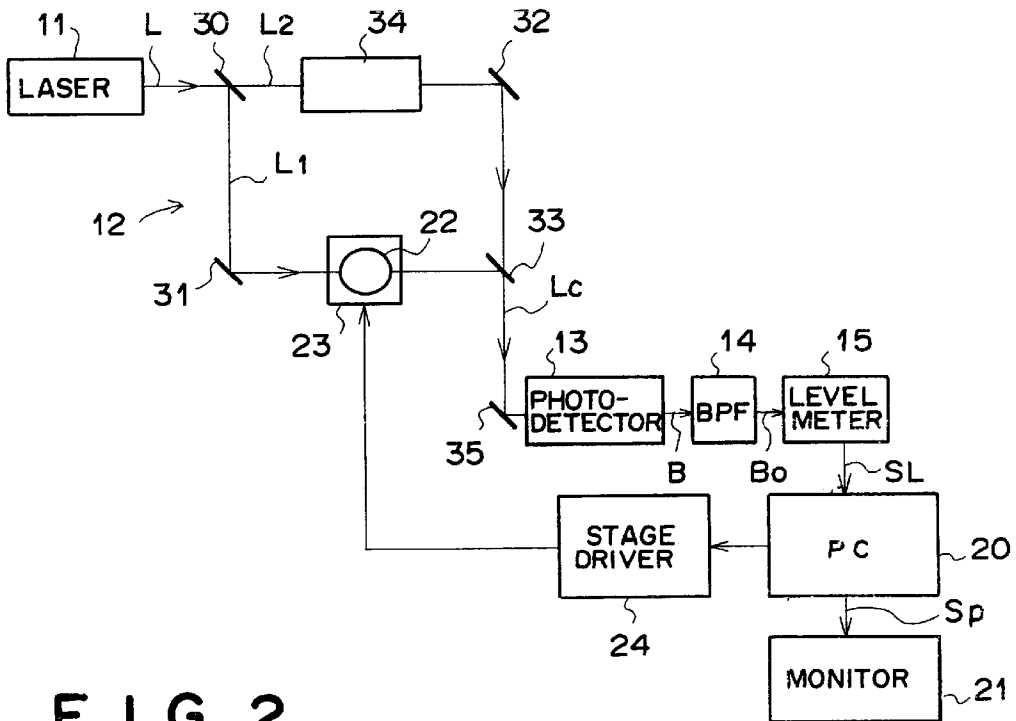 11 L 30 L2 34 32
LASER
L1
12
22
33
31
23
Lc
13 14 15
PHOTO-
DETECTOR
BPF
LEVEL
METER
35
B Bo
SL
STAGE
DRIVER
PC
20
24
Sp
MONITOR
21
FIG. 2